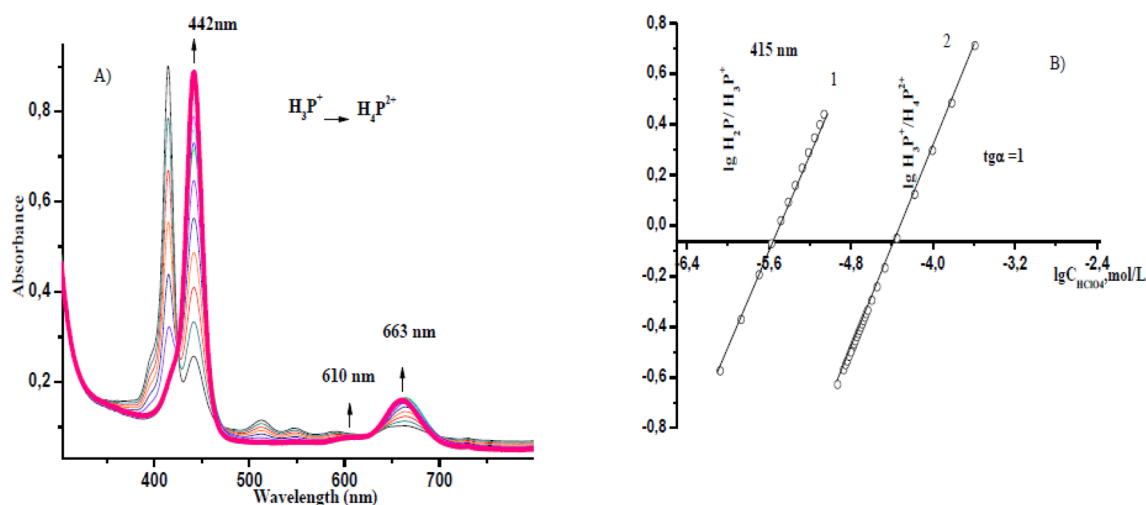 442nm
A)
H3P+ → H4P2+
663 nm
610 nm
Absorbance
0,8
0,6
0,4
0,2
400
500
600
700
Wavelength (nm)
415 nm
1
2
B)
lg H2P/ H3P+
lg H3P+/H4P2+
tgα =1
0,8
0,6
0,4
0,2
0,0
-0,2
-0,4
-0,6
-0,8
-6,4
-5,6
-4,8
-4,0
-3,2
-2,4
lgCHClO4,mol/L